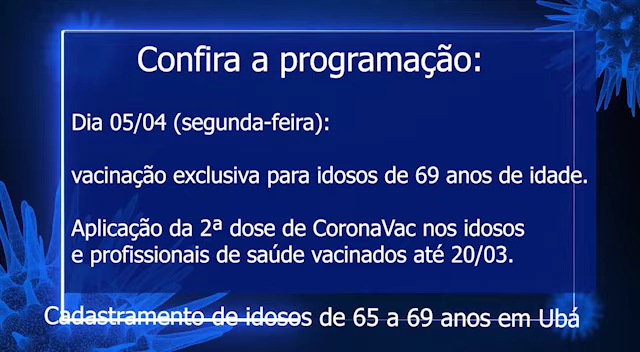 Confira a programação:
Dia 05/04 (segunda-feira):
vacinação exclusiva para idosos de 69 anos de idade.
Aplicação da 2ª dose de CoronaVac nos idosos
e profissionais de saúde vacinados até 20/03.
Cadastramento de idosos de 65 a 69 anos em Ubá